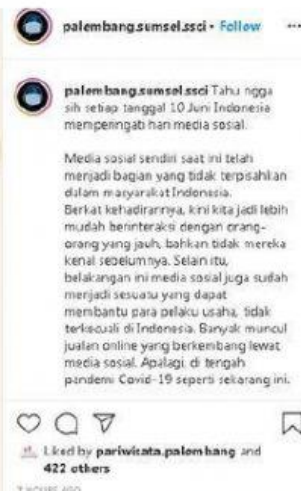 palembang.sumsel.ssci • Follow
palembang.sumsel.ssci Tahu ngga
sih setiap tanggal 10 Juni Indonesia
memperingati hari media sosial.
Media sosial sendiri saat ini telah
menjadi bagian yang tidak terpisahkan
dalam masyarakat Indonesia.
Berkat kehadirannya, kini kita jadi lebih
mudah berinteraksi dengan orang-
orang yang jauh, bahkan tidak mereka
kenal sebelumnya. Selain itu,
belakangan ini media sosial juga sudah
menjadi sesuatu yang dapat
membantu para pelaku usaha, tidak
terkecuali di Indonesia. Banyak muncul
jualan online yang berkembang lewat
media sosial. Apalagi, di tengah
pandemi Covid-19 seperti sekarang ini.
Liked by pariwisata.palembang and
422 others
7 HOURS AGO